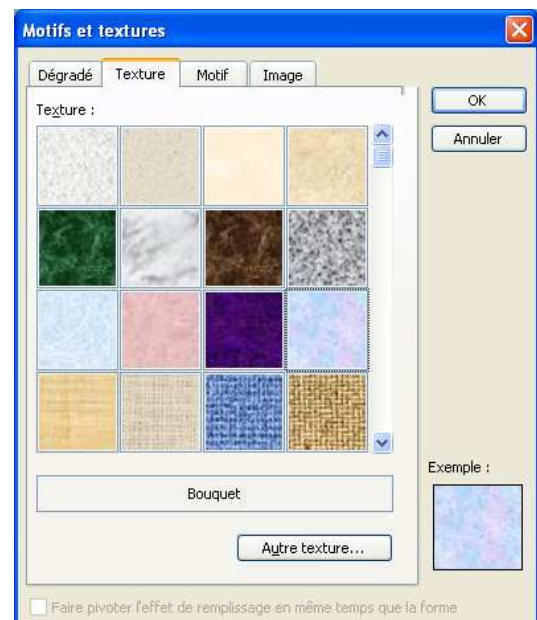 Motifs et textures
Dégradé Texture Motif Image
Texture :
OK
Annuler
Exemple :
Bouquet
Autre texture...
Faire pivoter l'effet de remplissage en même temps que la forme